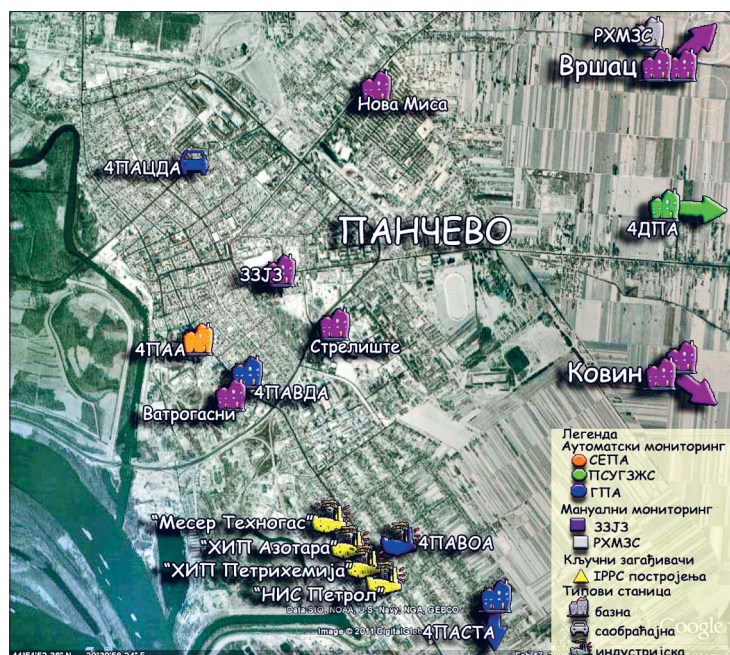 РХМЗС
Вршац
Нова Миса
4ПАЦДА
4ДПА
ПАНЧЕВО
ЗЗЈЗ
Стрелиште
4ПАА
4ПАВДА
Ватрогасни
Ковин
Легенда
Аутоматски мониторинг
СЕПА
ПСУГЗЖС
ГПА
Мануални мониторинг
ЗЗЈЗ
РХМЗС
Кључни загађивачи
IPPC постројења
Типови станица
базна
саобраћајна
индустријска
"Месер Техногас"
"ХИП Азотара"
4ПАВОА
"ХИП Петрихемија"
"НИС Петрол"
Data SIO, NOAA, U.S. Navy, NGA, GEBCO
Image © 2011 DigitalGlobe
4ПАСТА
Google